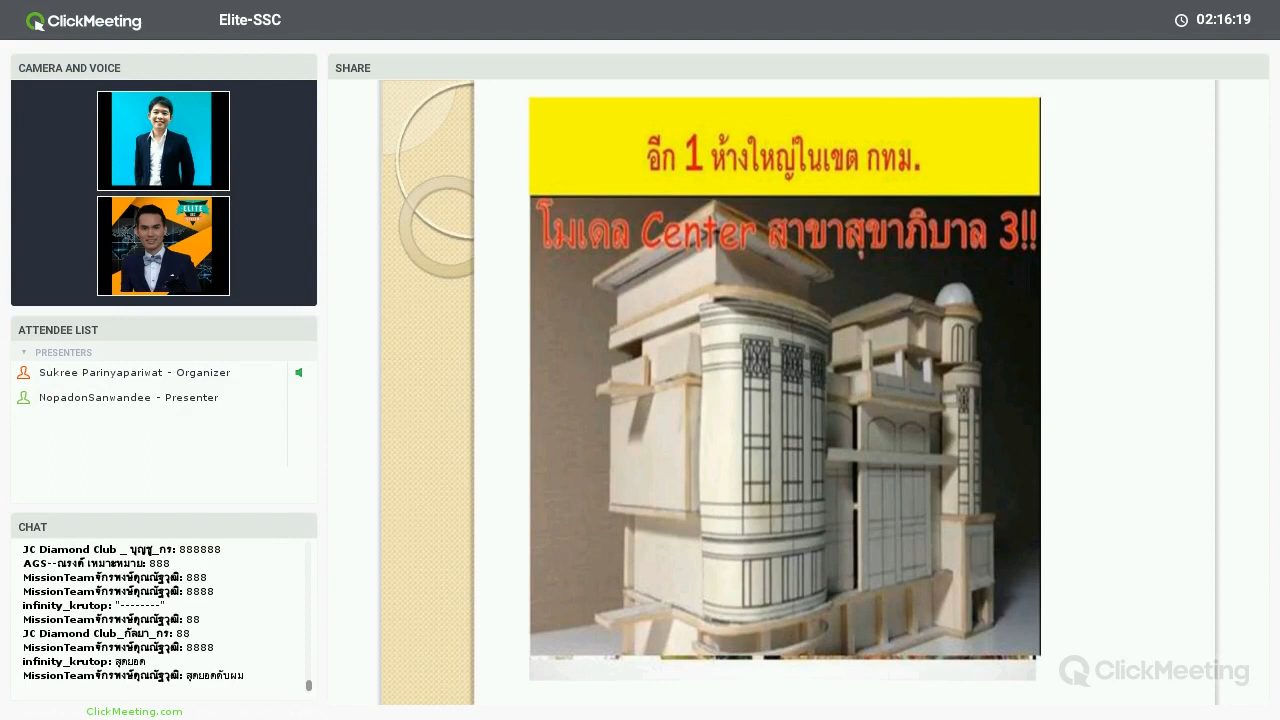 ClickMeeting
Elite-SSC
02:16:19
CAMERA AND VOICE
ELITE
ATTENDEE LIST
PRESENTERS
Sukree Parinyapariwat - Organizer
NopadonSanwandee - Presenter
CHAT
JC Diamond Club _ บุญชู_กร: 888888
AGS--ณรงค์ เหมาะหมาย: 888
MissionTeamจักรพงษ์คุณณัฐวุฒิ: 888
MissionTeamจักรพงษ์คุณณัฐวุฒิ: 8888
infinity_krutop: "--------"
MissionTeamจักรพงษ์คุณณัฐวุฒิ: 88
JC Diamond Club_กัลยา_กร: 88
MissionTeamจักรพงษ์คุณณัฐวุฒิ: 8888
infinity_krutop: สุดยอด
MissionTeamจักรพงษ์คุณณัฐวุฒิ: สุดยอดคับผม
ClickMeeting.com
SHARE
อีก 1 ห้างใหญ่ในเขต กทม.
โมเดล Center สาขาสุขาภิบาล 3!!
ClickMeeting